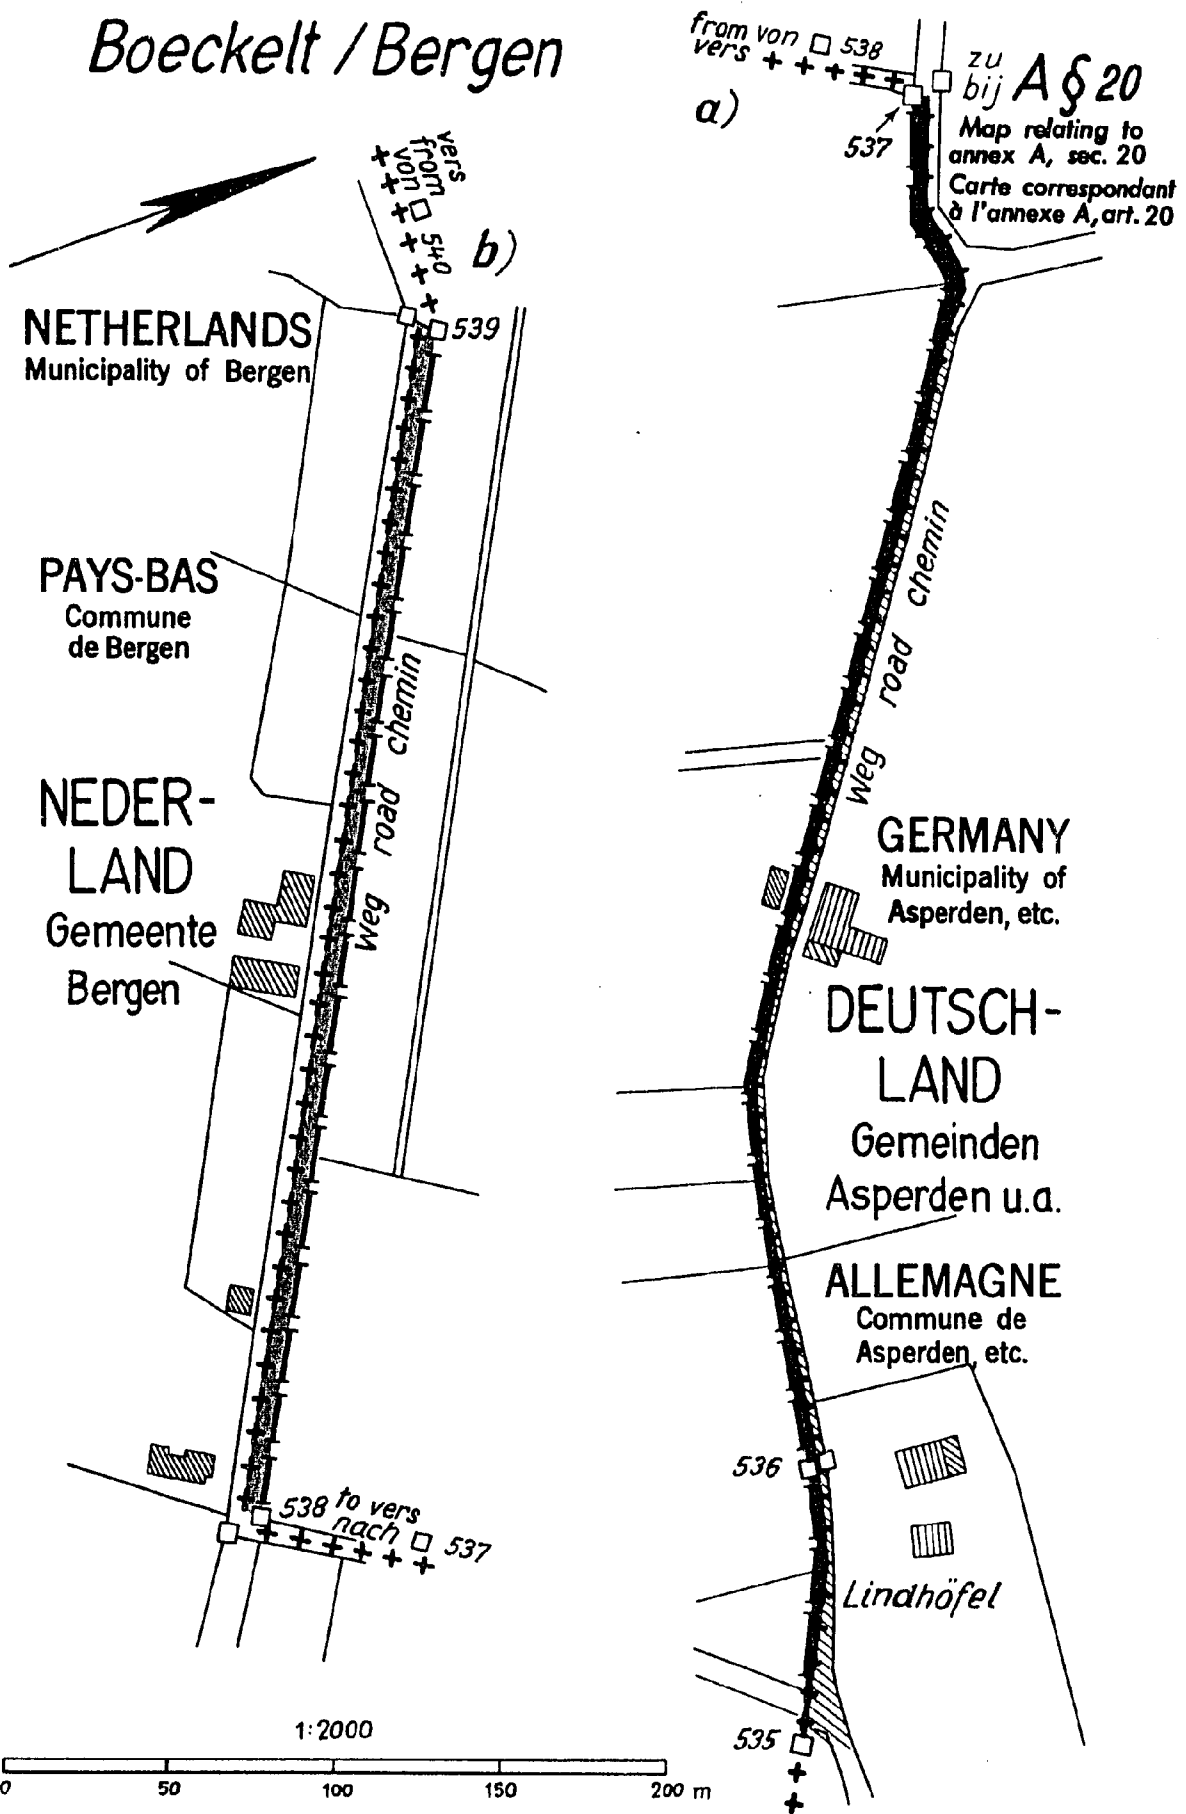 Boeckelt / Bergen
from von 538
vers
a)
zu
bij A § 20
Map relating to
annex A, sec. 20
Carte correspondant
à l'annexe A, art. 20
537
vers
from
von 540
b)
539
NETHERLANDS
Municipality of Bergen
PAYS-BAS
Commune
de Bergen
NEDER-
LAND
Gemeente
Bergen
weg road chemin
538 to vers
nach 537
weg road chemin
GERMANY
Municipality of
Asperden, etc.
DEUTSCH-
LAND
Gemeinden
Asperden u.a.
ALLEMAGNE
Commune de
Asperden, etc.
536
Lindhöfel
535
1:2000
0 50 100 150 200 m